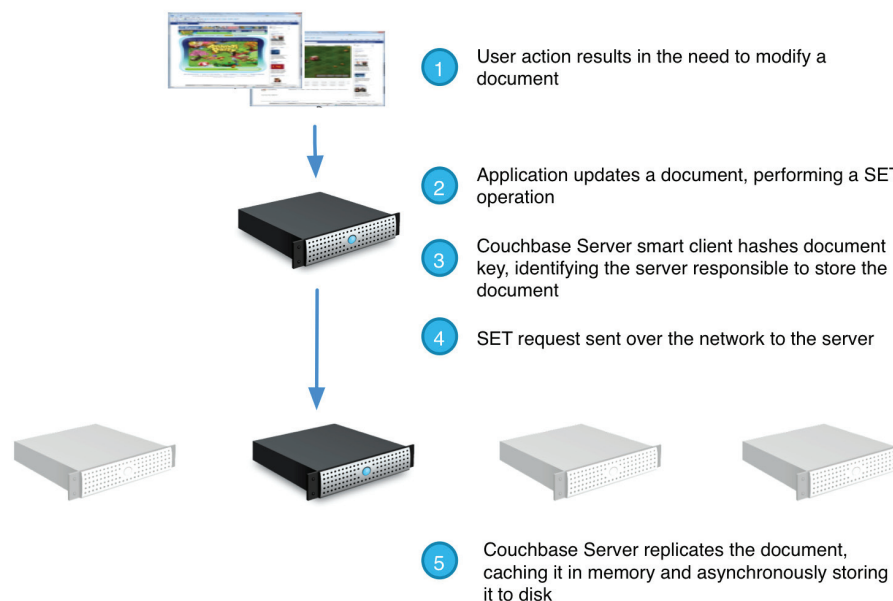 1
User action results in the need to modify a
document
2
Application updates a document, performing a SE
operation
3
Couchbase Server smart client hashes document
key, identifying the server responsible to store the
document
4
SET request sent over the network to the server
5
Couchbase Server replicates the document,
caching it in memory and asynchronously storing
it to disk